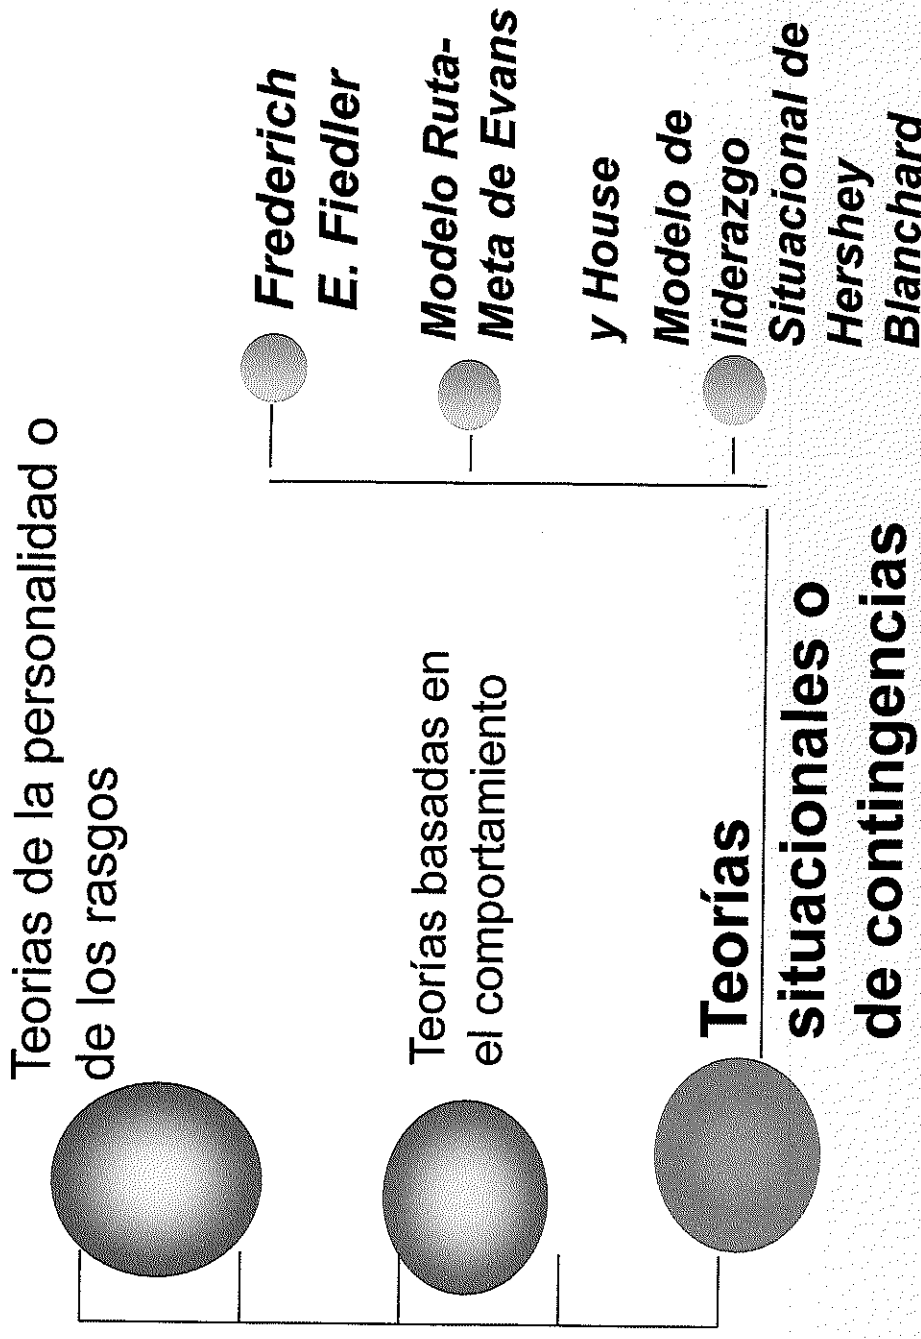 Teorias de la personalidad o
de los rasgos
Teorías basadas en
el comportamiento
Teorías
situacionales o
de contingencias
Frederich
E. Fiedler
Modelo Ruta-
Meta de Evans
y House
Modelo de
liderazgo
Situacional de
Hershey
Blanchard